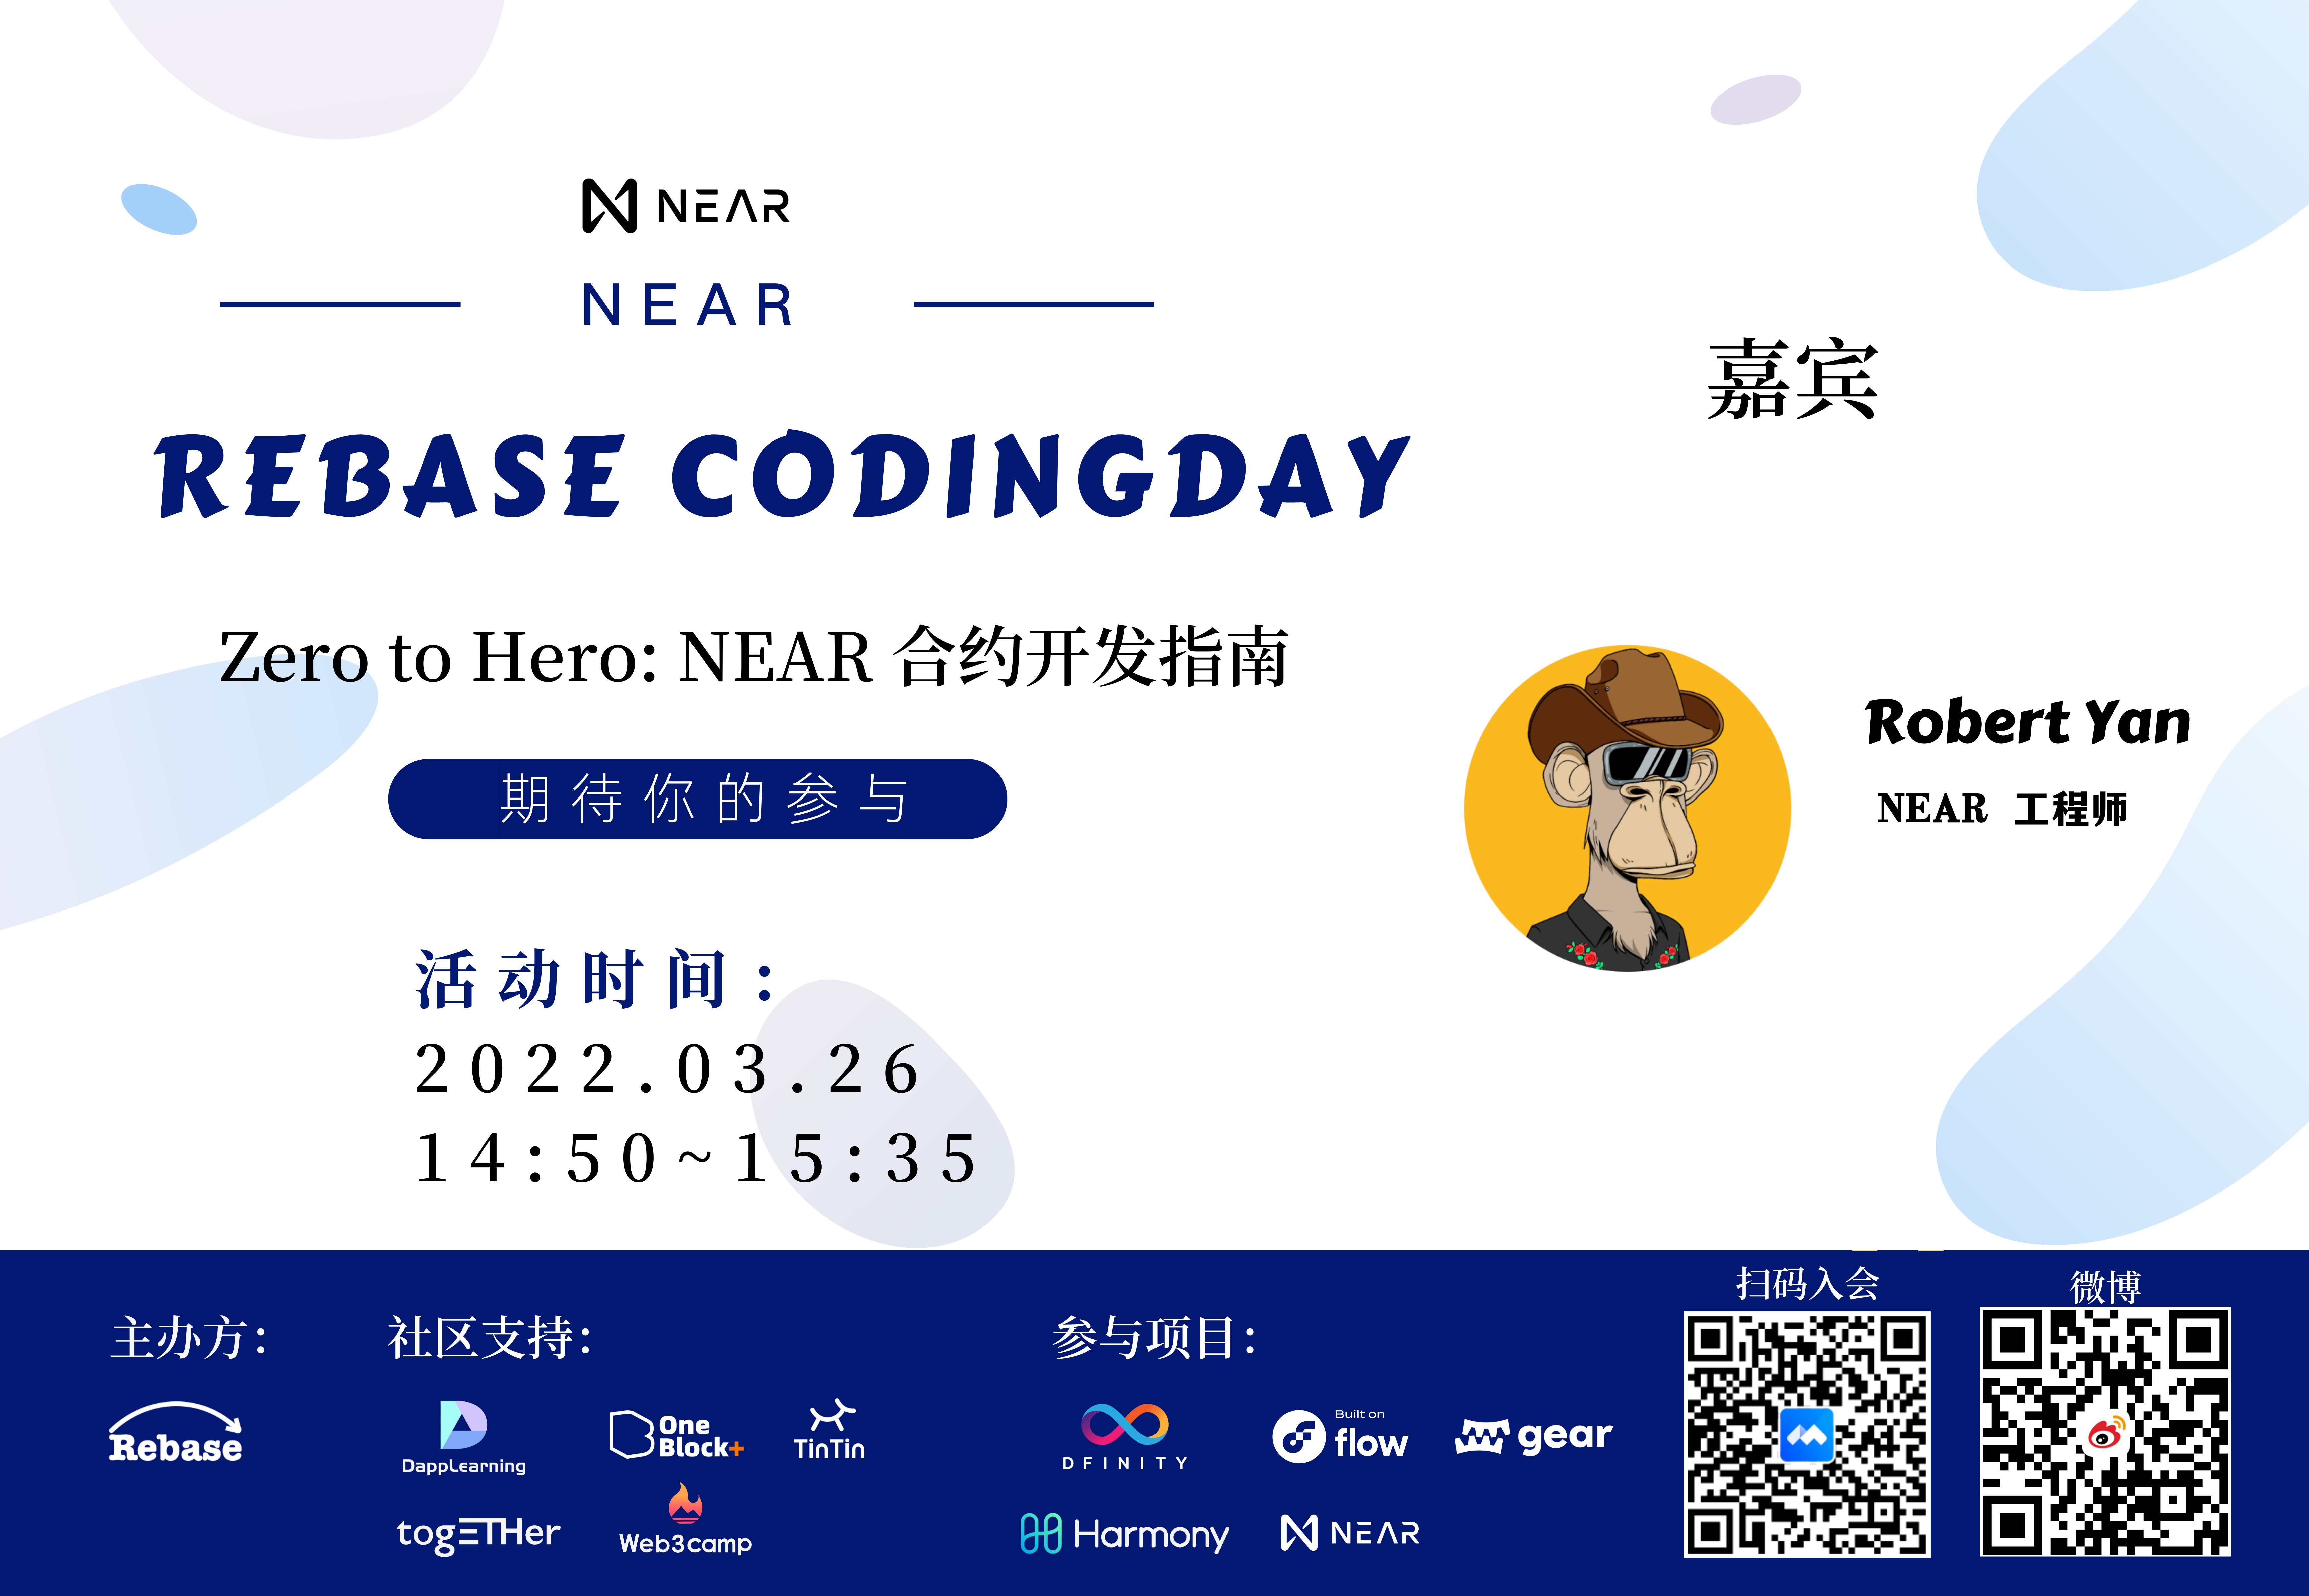 NEAR
NEAR
REBASE CODINGDAY
Zero to Hero: NEAR 合约开发指南
期待你的参与
活动时间：
2022.03.26
14:50~15:35
嘉宾
Robert Yan
NEAR 工程师
主办方：
Rebase
社区支持：
DappLearning
One Block+
TinTin
togETHer
Web3camp
参与项目：
DFINITY
Built on
flow
gear
Harmony
NEAR
扫码入会
微博